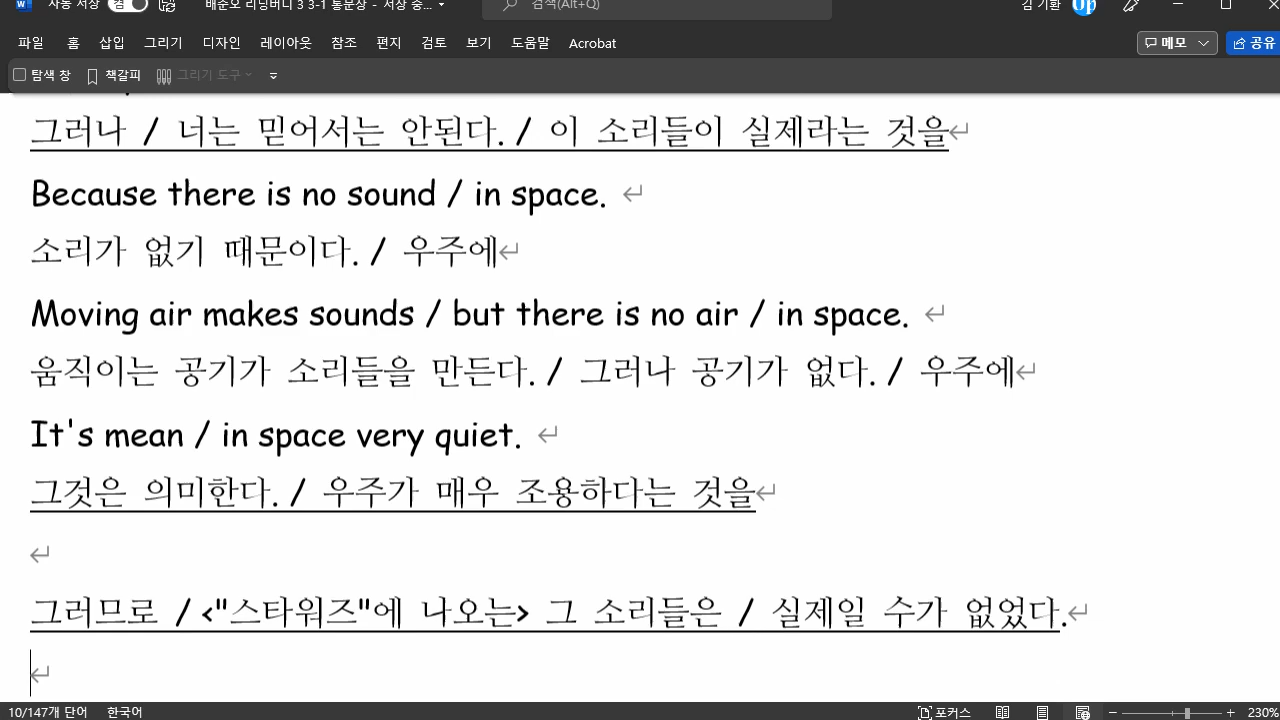 자동 저장 켬 배준오 리딩버디 3 3-1 통문장 - 저장 중... 검색(Alt+Q) 김 기환
파일 홈 삽입 그리기 디자인 레이아웃 참조 편지 검토 보기 도움말 Acrobat 메모 공유
탐색 창 책갈피 그리기 도구
그러나 / 너는 믿어서는 안된다. / 이 소리들이 실제라는 것을
Because there is no sound / in space.
소리가 없기 때문이다. / 우주에
Moving air makes sounds / but there is no air / in space.
움직이는 공기가 소리들을 만든다. / 그러나 공기가 없다. / 우주에
It's mean / in space very quiet.
그것은 의미한다. / 우주가 매우 조용하다는 것을
그러므로 / <"스타워즈"에 나오는> 그 소리들은 / 실제일 수가 없었다.
10/147개 단어 한국어 포커스 230%